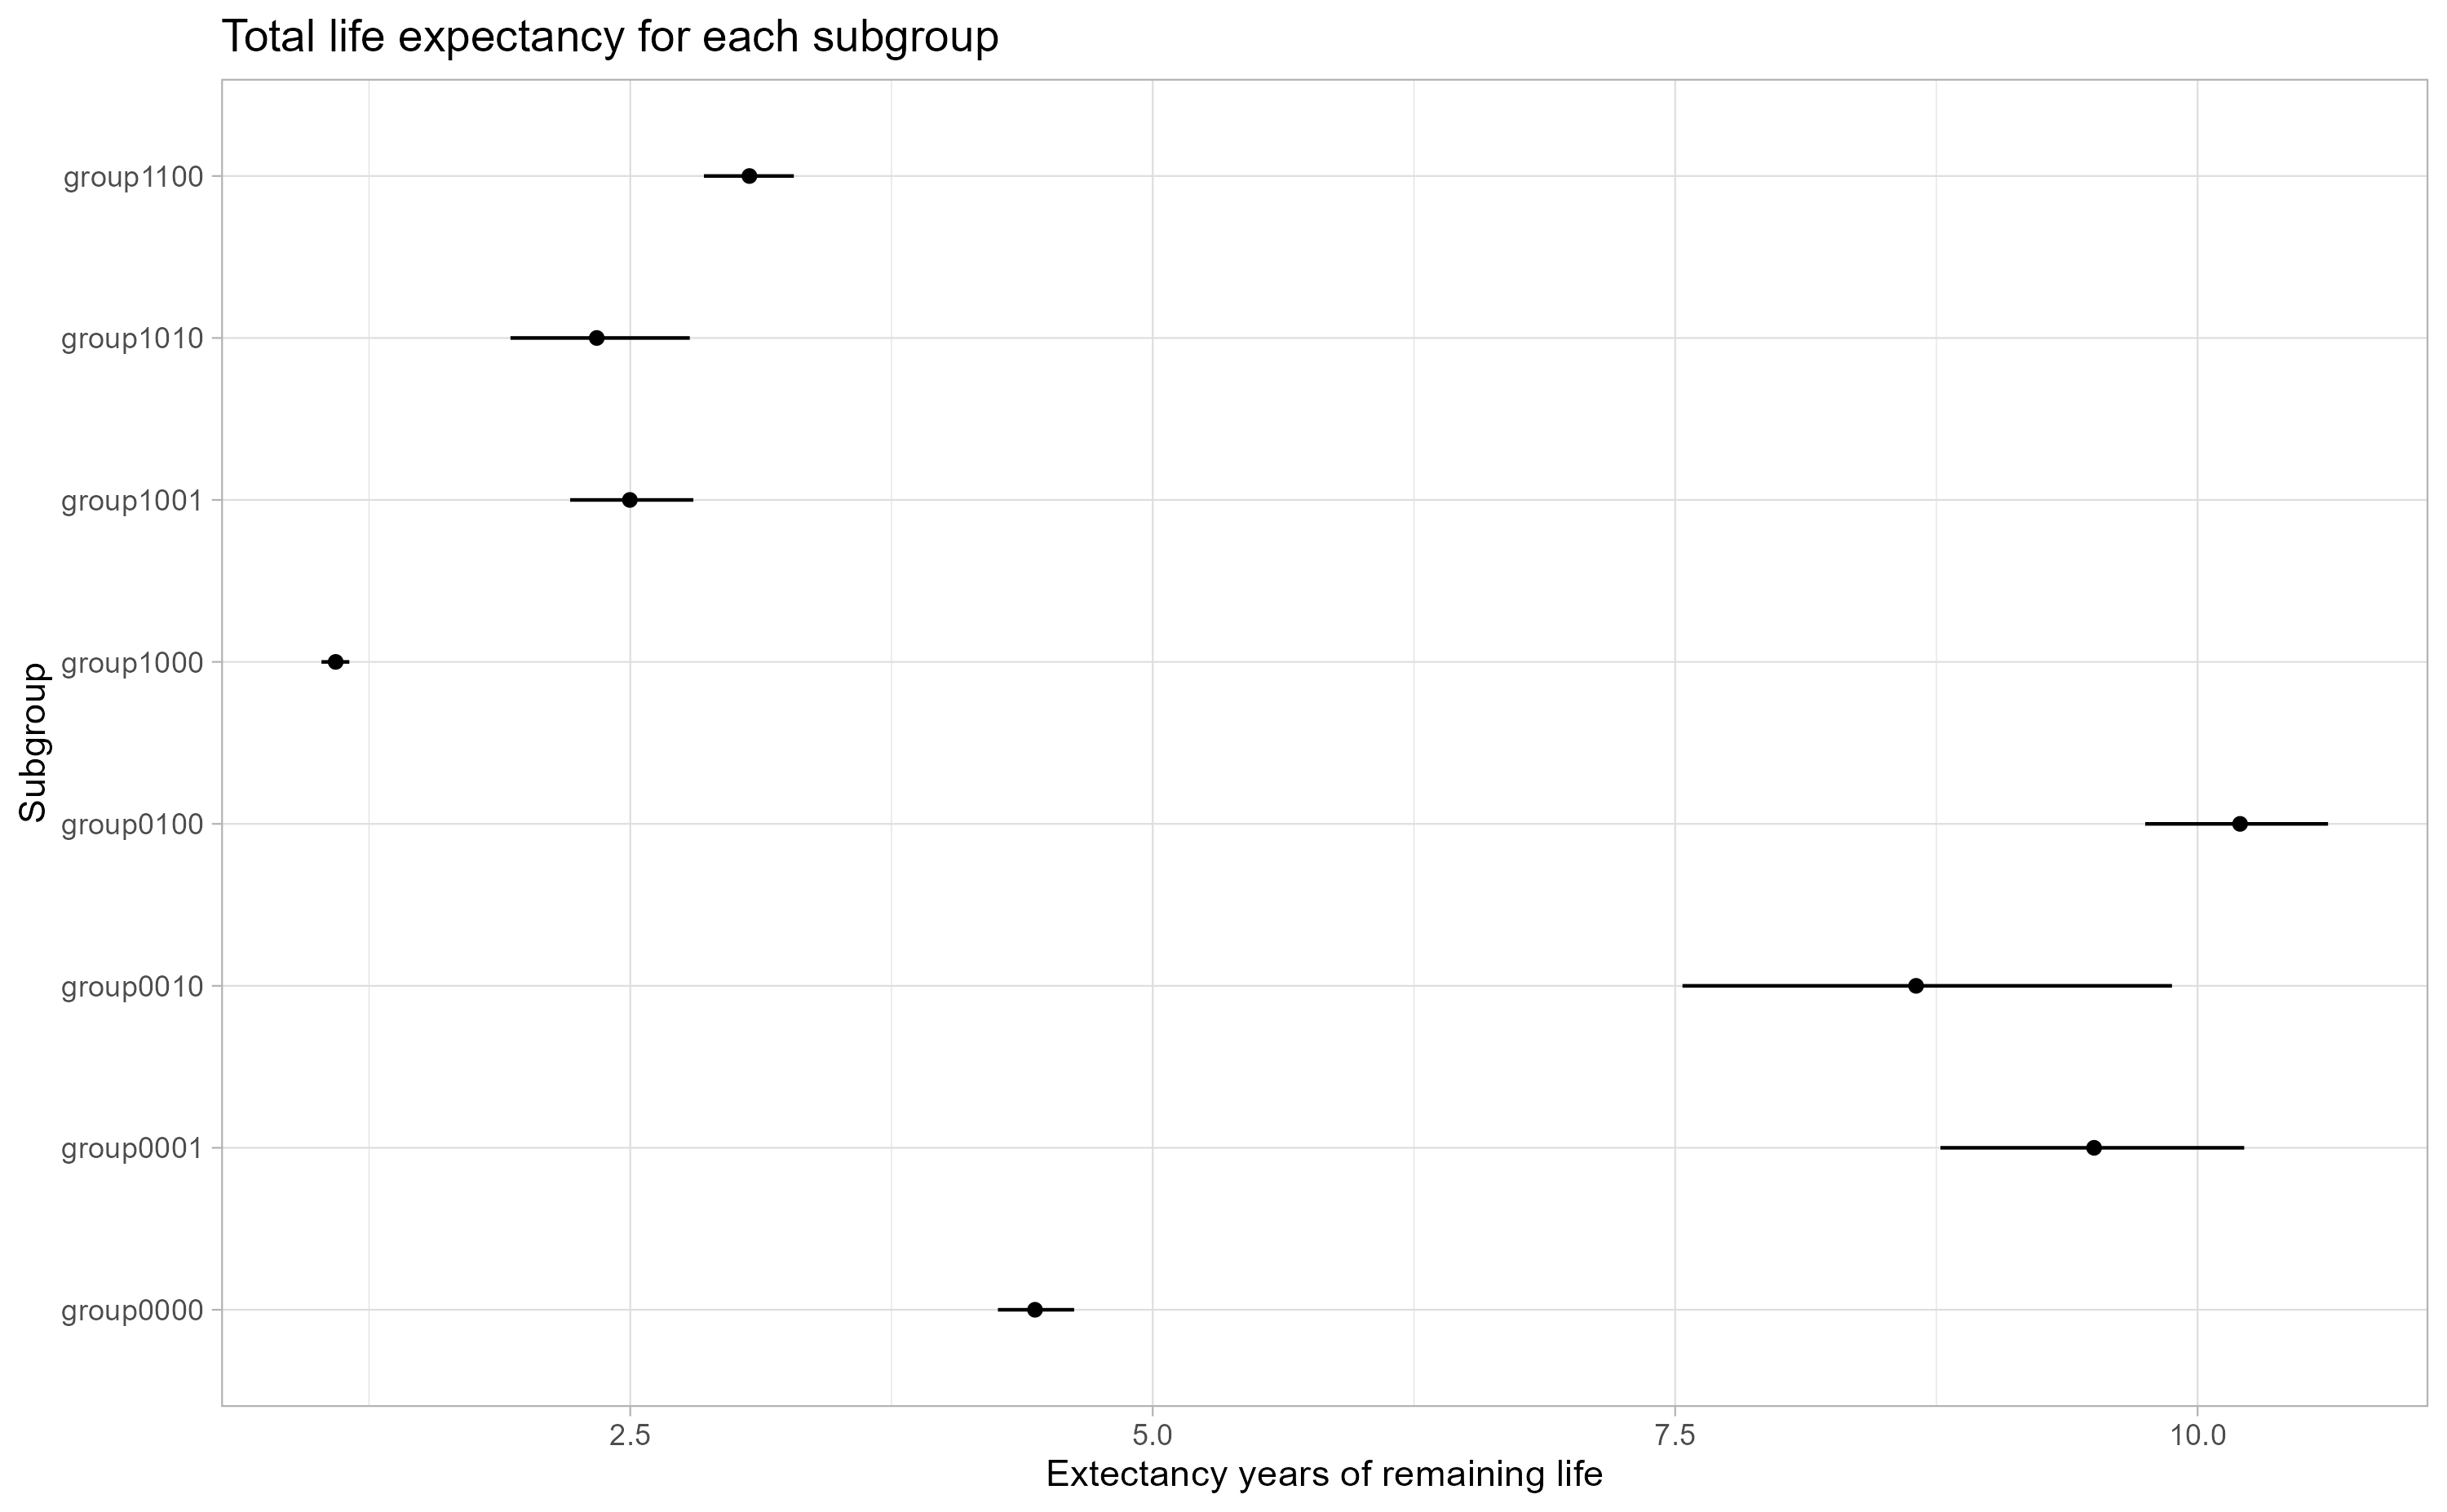 Total life expectancy for each subgroup
group1100
group1010
group1001
group1000
group0100
group0010
group0001
group0000
Subgroup
2.5 5.0 7.5 10.0
Extectancy years of remaining life